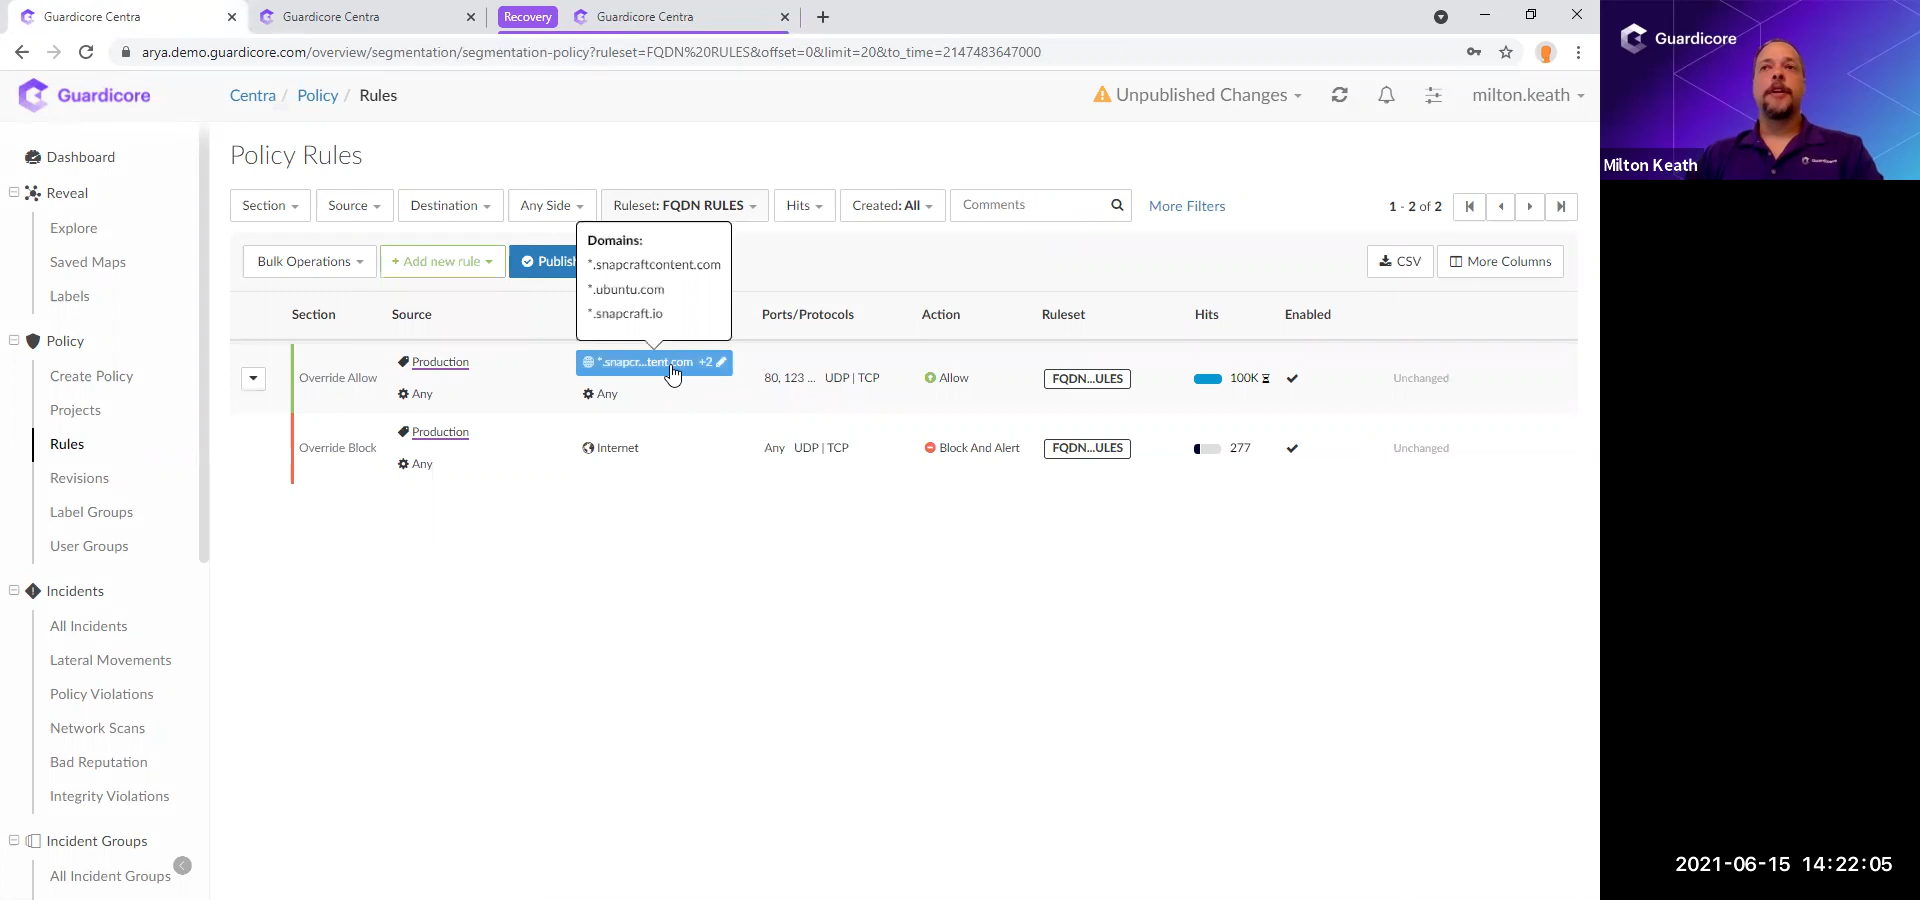 Guardicore Centra
Guardicore Centra
Recovery
Guardicore Centra
arya.demo.guardicore.com/overview/segmentation/segmentation-policy?ruleset=FQDN%20RULES&offset=0&limit=20&to_time=2147483647000
Guardicore
Guardicore
Centra / Policy / Rules
Unpublished Changes
milton.keath
Milton Keath
Dashboard
Reveal
Explore
Saved Maps
Labels
Policy
Create Policy
Projects
Rules
Revisions
Label Groups
User Groups
Incidents
All Incidents
Lateral Movements
Policy Violations
Network Scans
Bad Reputation
Integrity Violations
Incident Groups
All Incident Groups
Policy Rules
Section Source Destination Any Side Ruleset: FQDN RULES Hits Created: All Comments More Filters 1 - 2 of 2
Bulk Operations + Add new rule Publish CSV More Columns
Domains:
*.snapcraftcontent.com
*.ubuntu.com
*.snapcraft.io
Section Source Ports/Protocols Action Ruleset Hits Enabled
Override Allow Production *.snapcr...tent.com +2 80, 123 ... UDP | TCP Allow FQDN...ULES 100K Unchanged
Any Any
Override Block Production Internet Any UDP | TCP Block And Alert FQDN...ULES 277 Unchanged
Any
2021-06-15 14:22:05